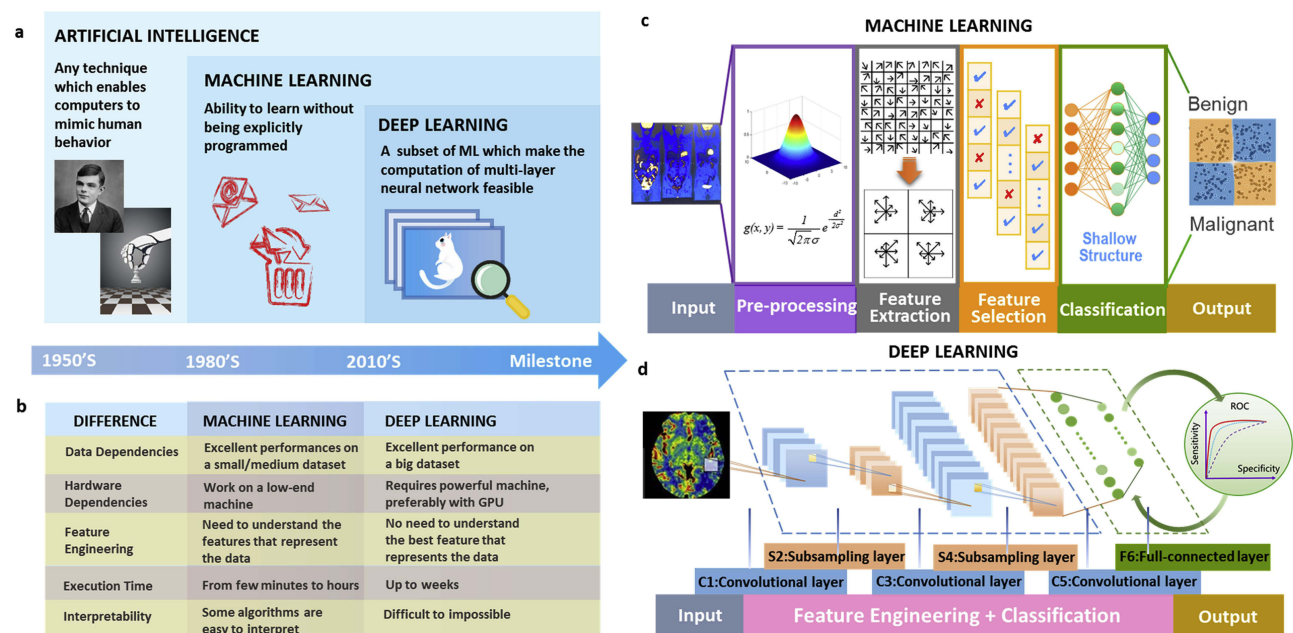 a
ARTIFICIAL INTELLIGENCE
Any technique
which enables
computers to
mimic human
behavior
MACHINE LEARNING
Ability to learn without
being explicitly
programmed
DEEP LEARNING
A subset of ML which make the
computation of multi-layer
neural network feasible
1950'S
1980'S
2010'S
Milestone
b
DIFFERENCE
MACHINE LEARNING
DEEP LEARNING
Data Dependencies
Excellent performances on
a small/medium dataset
Excellent performance on
a big dataset
Hardware
Dependencies
Work on a low-end
machine
Requires powerful machine,
preferably with GPU
Feature
Engineering
Need to understand the
features that represent
the data
No need to understand
the best feature that
represents the data
Execution Time
From few minutes to hours
Up to weeks
Interpretability
Some algorithms are
easy to interpret
Difficult to impossible
c
MACHINE LEARNING
g(x, y) = 1/√2πσ e d²/2σ²
Shallow
Structure
Benign
Malignant
Input
Pre-processing
Feature
Extraction
Feature
Selection
Classification
Output
d
DEEP LEARNING
ROC
Sensitivity
Specificity
S2:Subsampling layer
S4:Subsampling layer
F6:Full-connected layer
C1:Convolutional layer
C3:Convolutional layer
C5:Convolutional layer
Input
Feature Engineering + Classification
Output